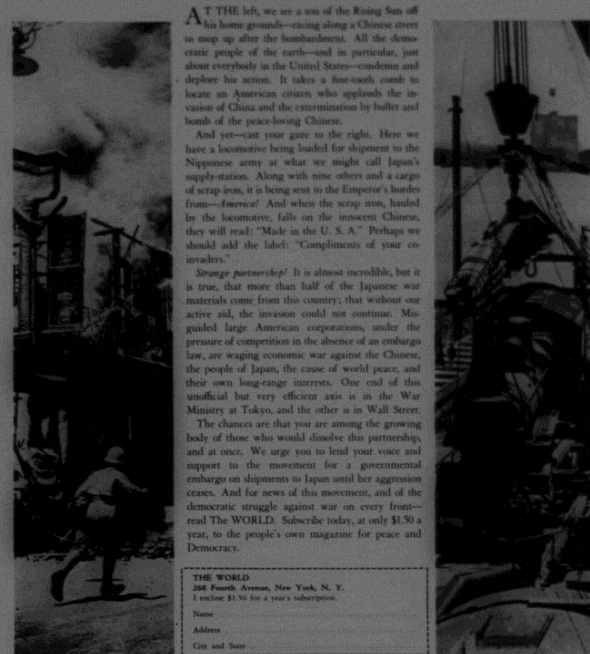 AT THE left, we see a son of the Rising Sun off
his home grounds—racing along a Chinese street
to mop up after the bombardment. All the demo-
cratic people of the earth—and in particular, just
about everybody in the United States—condemn and
deplore his action. It takes a fine-tooth comb to
locate an American citizen who applauds the in-
vasion of China and the extermination by bullet and
bomb of the peace-loving Chinese.
And yet—cast your gaze to the right. Here we
have a locomotive being loaded for shipment to the
Nipponese army at what we might call Japan's
supply-station. Along with nine others and a cargo
of scrap iron, it is being sent to the Emperor's hordes
from—America! And when the scrap iron, hauled
by the locomotive, falls on the innocent Chinese,
they will read: "Made in the U. S. A." Perhaps we
should add the label: "Compliments of your co-
invaders."
Strange partnership! It is almost incredible, but it
is true, that more than half of the Japanese war
materials come from this country; that without our
active aid, the invasion could not continue. Mis-
guided large American corporations, under the
pressure of competition in the absence of an embargo
law, are waging economic war against the Chinese,
the people of Japan, the cause of world peace, and
their own long-range interests. One end of this
unofficial but very efficient axis is in the War
Ministry at Tokyo, and the other is in Wall Street.
The chances are that you are among the growing
body of those who would dissolve this partnership,
and at once. We urge you to lend your voice and
support to the movement for a governmental
embargo on shipments to Japan until her aggression
ceases. And for news of this movement, and of the
democratic struggle against war on every front—
read The WORLD. Subscribe today, at only $1.50 a
year, to the people's own magazine for peace and
Democracy.
THE WORLD
268 Fourth Avenue, New York, N. Y.
I enclose $1.50 for a year's subscription.
Name
Address
City and State